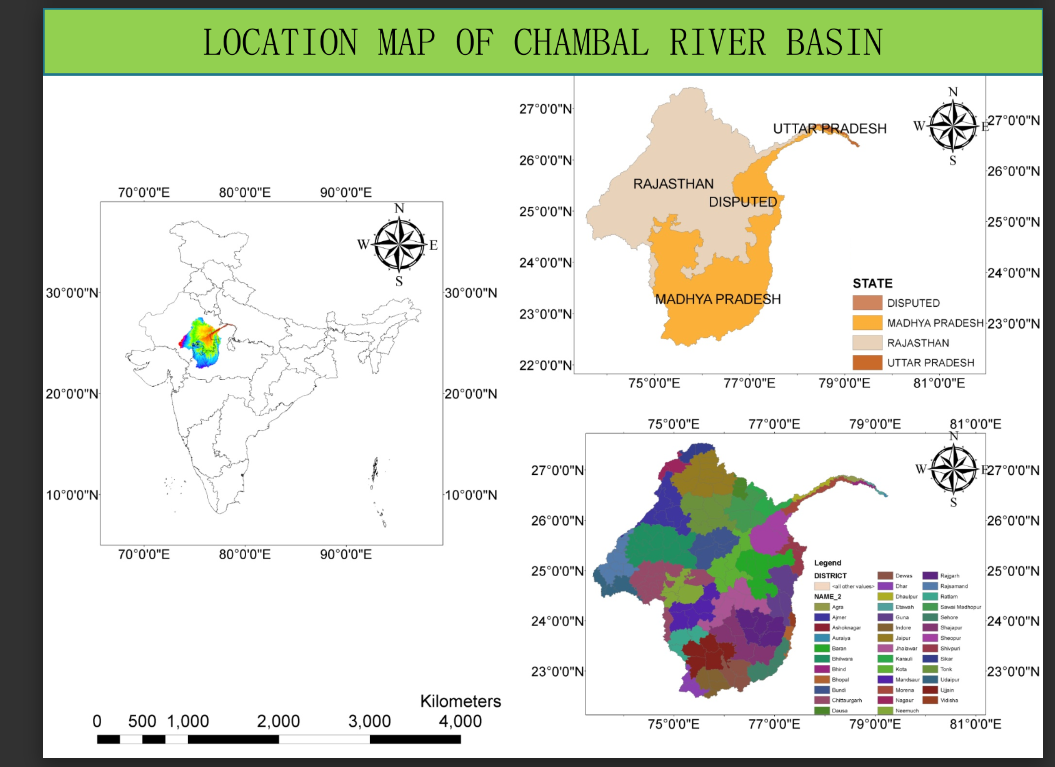 LOCATION MAP OF CHAMBAL RIVER BASIN
70°0'0"E 80°0'0"E 90°0'0"E
N
W E
S
30°0'0"N 30°0'0"N
20°0'0"N 20°0'0"N
10°0'0"N 10°0'0"N
70°0'0"E 80°0'0"E 90°0'0"E
Kilometers
0 500 1,000 2,000 3,000 4,000
27°0'0"N 27°0'0"N
26°0'0"N 26°0'0"N
25°0'0"N 25°0'0"N
24°0'0"N 24°0'0"N
23°0'0"N 23°0'0"N
22°0'0"N
N
W E
S
UTTAR PRADESH
RAJASTHAN
DISPUTED
MADHYA PRADESH
STATE
DISPUTED
MADHYA PRADESH
RAJASTHAN
UTTAR PRADESH
75°0'0"E 77°0'0"E 79°0'0"E 81°0'0"E
75°0'0"E 77°0'0"E 79°0'0"E 81°0'0"E
N
W E
S
27°0'0"N 27°0'0"N
26°0'0"N 26°0'0"N
25°0'0"N 25°0'0"N
24°0'0"N 24°0'0"N
23°0'0"N 23°0'0"N
Legend
DISTRICT
<all other values>
NAME_2
Agra
Ajmer
Ashoknagar
Auraiya
Baran
Bhilwara
Bhind
Bhopal
Bundi
Chittaurgarh
Dausa
Dewas
Dhar
Dhaulpur
Etawah
Guna
Indore
Jaipur
Jhalawar
Karauli
Kota
Mandsaur
Morena
Nagaur
Neemuch
Rajgarh
Rajsamand
Ratlam
Sawai Madhopur
Sehore
Shajapur
Sheopur
Shivpuri
Sikar
Tonk
Udaipur
Ujjain
Vidisha
75°0'0"E 77°0'0"E 79°0'0"E 81°0'0"E